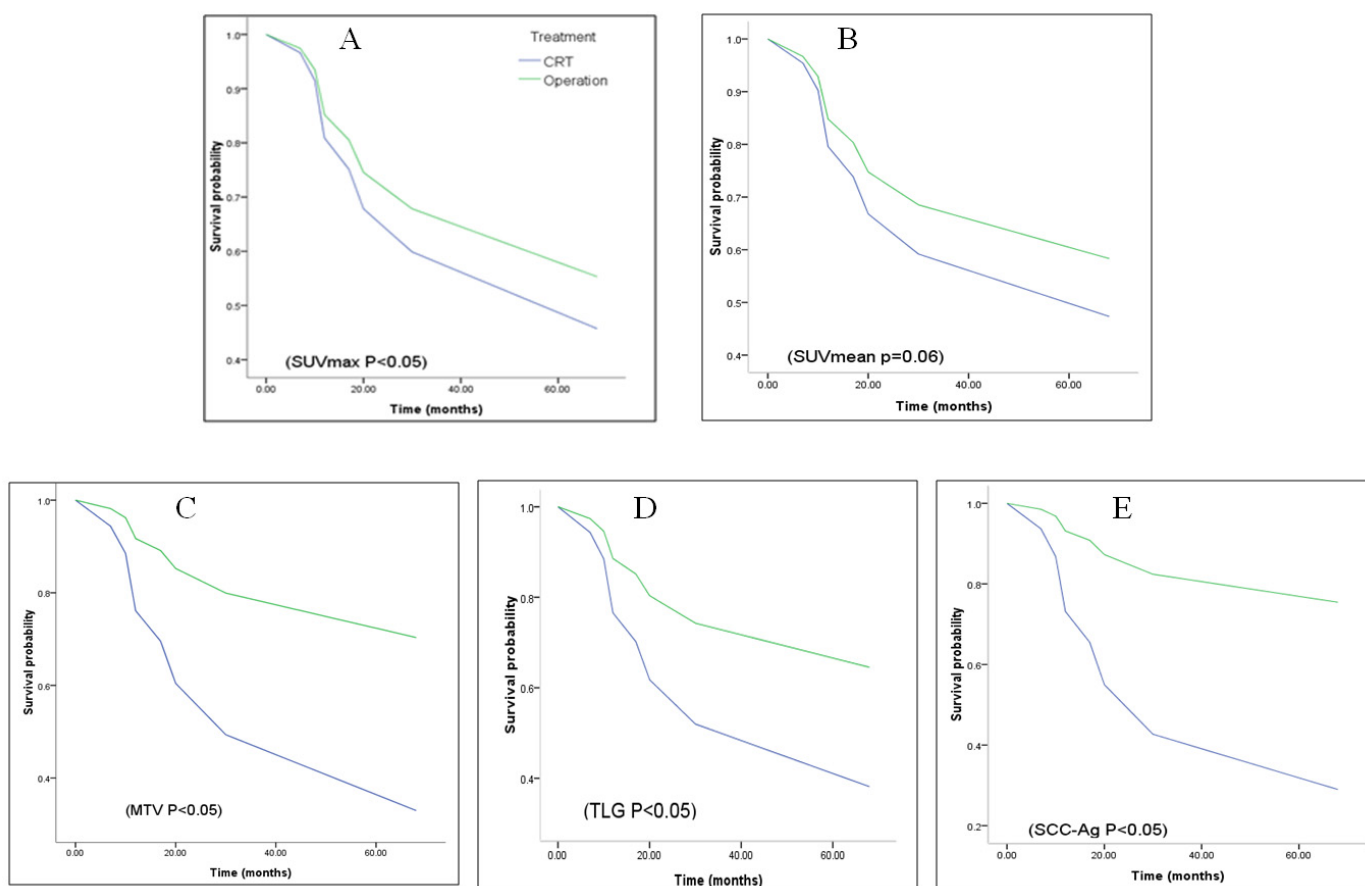 A
Treatment
CRT
Operation
1.0
0.9
0.8
0.7
0.6
0.5
0.4
Survival probability
(SUVmax P<0.05)
0.00
20.00
40.00
60.00
Time (months)
B
1.0
0.9
0.8
0.7
0.6
0.5
0.4
Survival probability
(SUVmean p=0.06)
0.00
20.00
40.00
60.00
Time (months)
C
1.0
0.8
0.6
0.4
Survival probability
(MTV P<0.05)
0.00
20.00
40.00
60.00
Time (months)
D
1.0
0.8
0.6
0.4
Survival probability
(TLG P<0.05)
0.00
20.00
40.00
60.00
Time (months)
E
1.0
0.8
0.6
0.4
0.2
Survival probability
(SCC-Ag P<0.05)
0.00
20.00
40.00
60.00
Time (months)